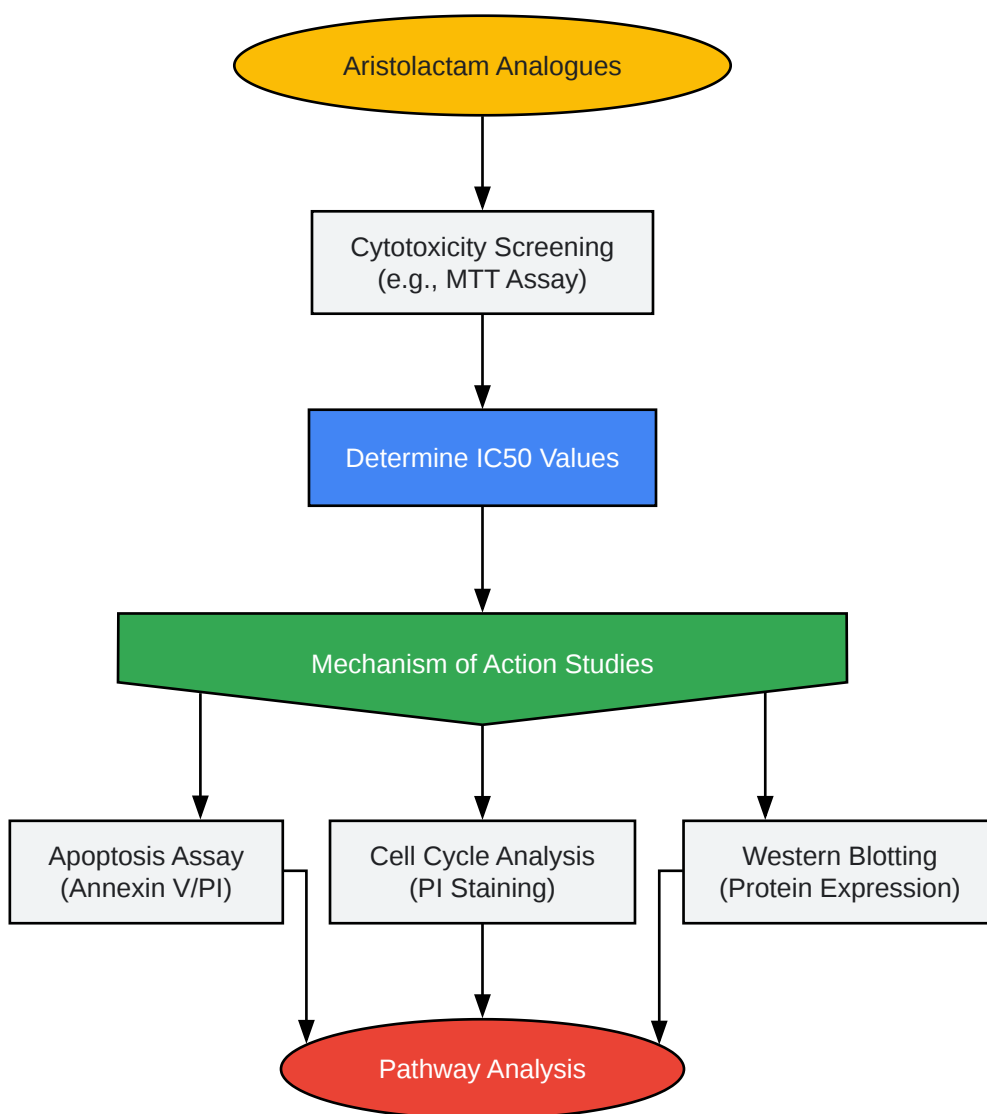 Aristolactam Analogues
Cytotoxicity Screening
(e.g., MTT Assay)
Determine IC50 Values
Mechanism of Action Studies
Apoptosis Assay
(Annexin V/PI)
Cell Cycle Analysis
(PI Staining)
Western Blotting
(Protein Expression)
Pathway Analysis